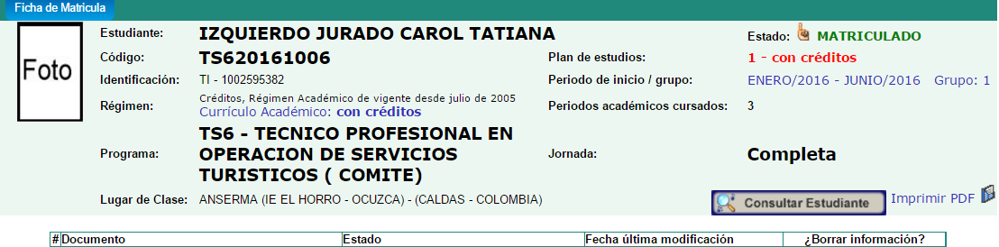 Ficha de Matricula
Foto
Estudiante: IZQUIERDO JURADO CAROL TATIANA
Estado: MATRICULADO
Código: TS620161006
Plan de estudios: 1 - con créditos
Identificación: TI - 1002595382
Periodo de inicio / grupo: ENERO/2016 - JUNIO/2016 Grupo: 1
Régimen: Créditos, Régimen Académico de vigente desde julio de 2005
Currículo Académico: con créditos
Periodos académicos cursados: 3
Programa: TS6 - TECNICO PROFESIONAL EN
OPERACION DE SERVICIOS
TURISTICOS ( COMITE)
Jornada: Completa
Lugar de Clase: ANSERMA (IE EL HORRO - OCUZCA) - (CALDAS - COLOMBIA)
Consultar Estudiante Imprimir PDF
# Documento Estado Fecha última modificación ¿Borrar información?